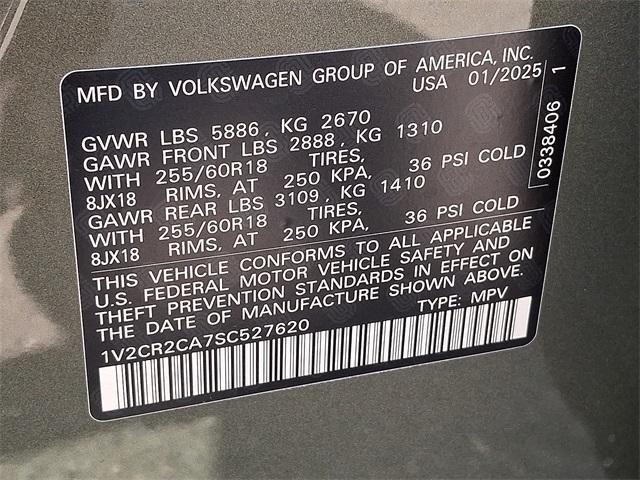 MFD BY VOLKSWAGEN GROUP OF AMERICA, INC.
USA 01/2025
GVWR LBS 5886, KG 2670
GAWR FRONT LBS 2888, KG 1310
WITH 255/60R18 TIRES,
8JX18 RIMS, AT 250 KPA, 36 PSI COLD
GAWR REAR LBS 3109, KG 1410
WITH 255/60R18 TIRES,
8JX18 RIMS, AT 250 KPA, 36 PSI COLD
THIS VEHICLE CONFORMS TO ALL APPLICABLE
U.S. FEDERAL MOTOR VEHICLE SAFETY AND
THEFT PREVENTION STANDARDS IN EFFECT ON
THE DATE OF MANUFACTURE SHOWN ABOVE.
1V2CR2CA7SC527620 TYPE: MPV
0338406 1